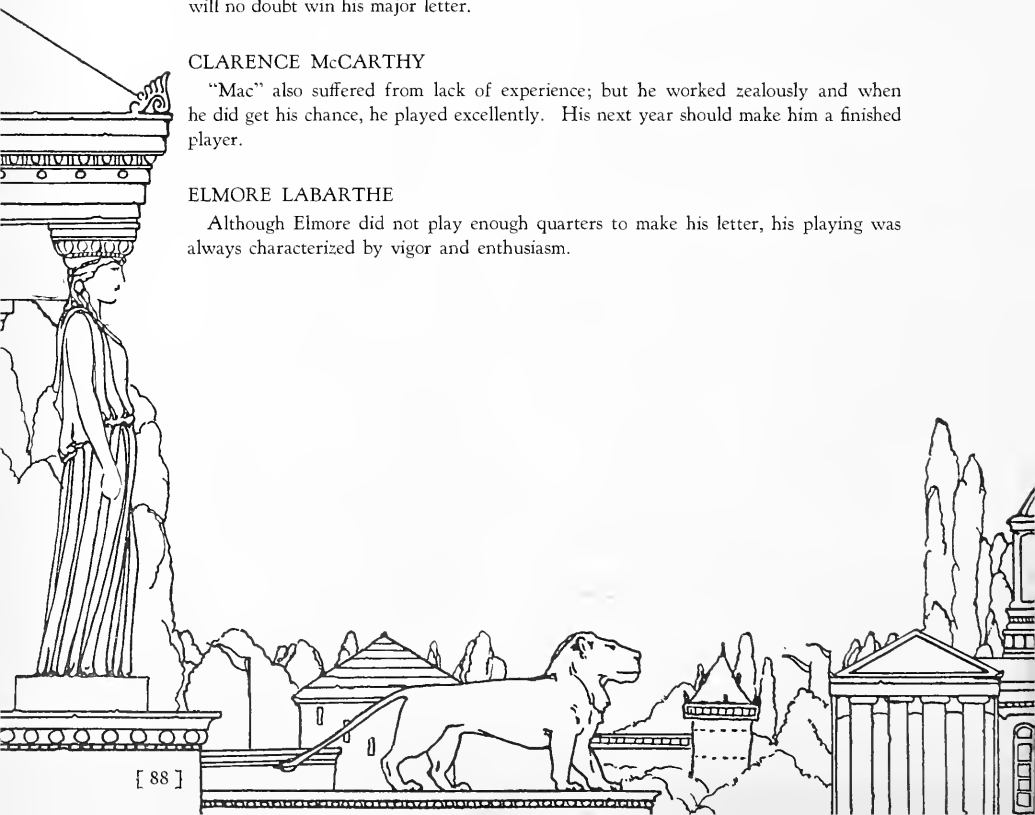 will no doubt win his major letter.
CLARENCE McCARTHY
“Mac” also suffered from lack of experience; but he worked zealously and when
he did get his chance, he played excellently. His next year should make him a finished
player.
ELMORE LABARTHE
Although Elmore did not play enough quarters to make his letter, his playing was
always characterized by vigor and enthusiasm.
[ 88 ]